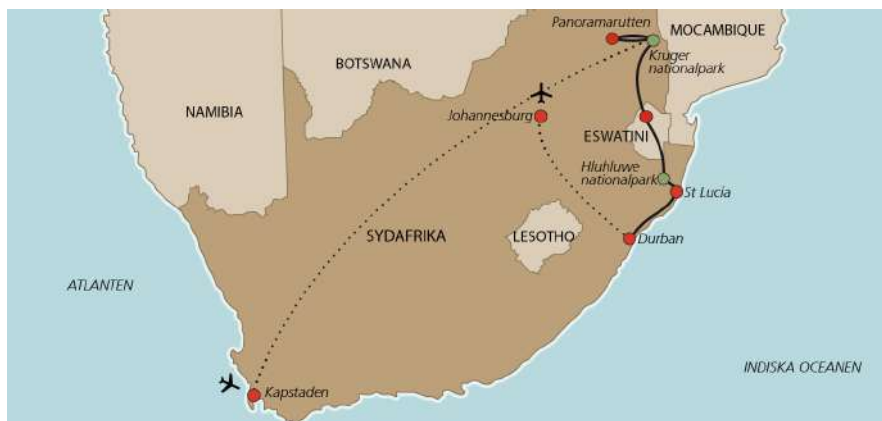 Panoramarutten
MOCAMBIQUE
Kruger
nationalpark
BOTSWANA
NAMIBIA
Johannesburg
ESWATINI
Hluhluwe
nationalpark
St Lucia
SYDAFRIKA
LESOTHO
Durban
ATLANTEN
INDISKA OCEANEN
Kapstaden